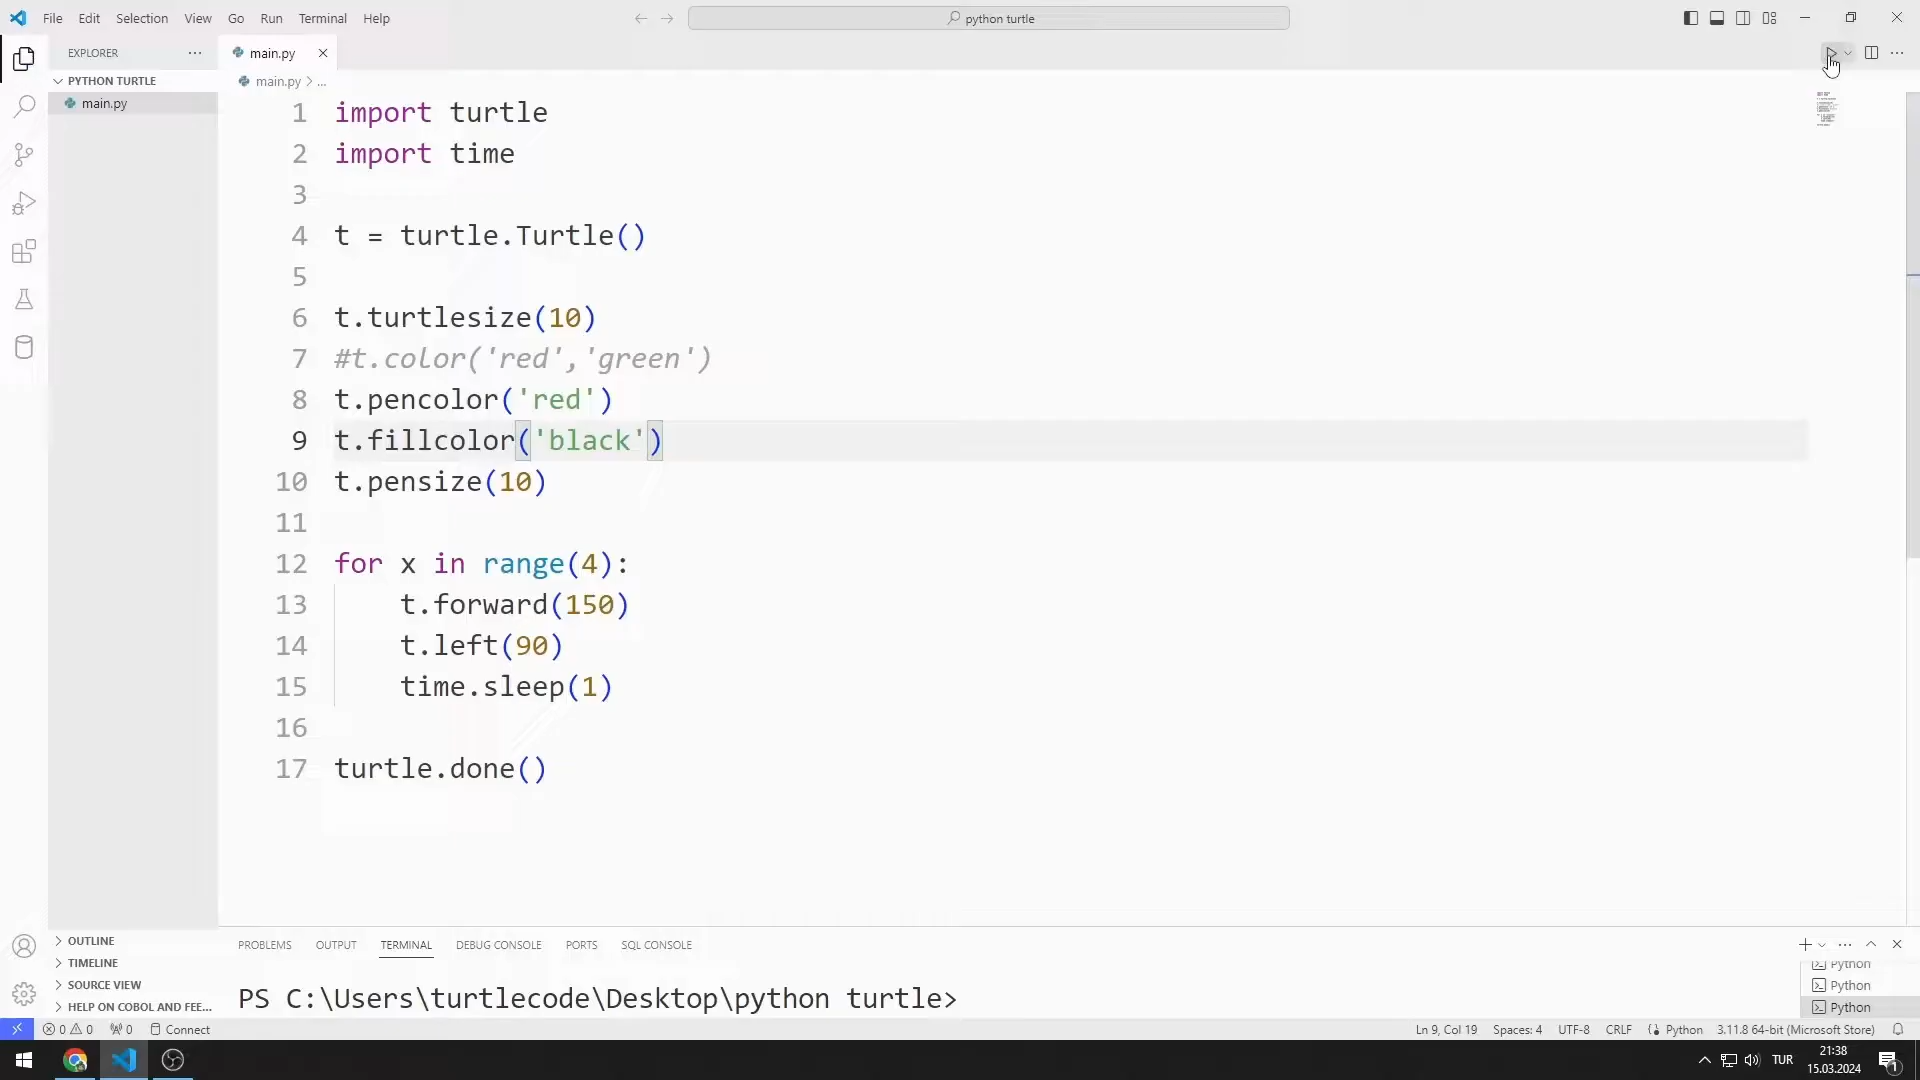 File Edit Selection View Go Run Terminal Help
python turtle
EXPLORER
main.py
PYTHON TURTLE
main.py > ...
main.py
1 import turtle
2 import time
3
4 t = turtle.Turtle()
5
6 t.turtlesize(10)
7 #t.color('red','green')
8 t.pencolor('red')
9 t.fillcolor('black')
10 t.pensize(10)
11
12 for x in range(4):
13 t.forward(150)
14 t.left(90)
15 time.sleep(1)
16
17 turtle.done()
OUTLINE
TIMELINE
SOURCE VIEW
HELP ON COBOL AND FEE...
PROBLEMS OUTPUT TERMINAL DEBUG CONSOLE PORTS SQL CONSOLE
PS C:\Users\turtlecode\Desktop\python turtle>
Python
Python
Python
0 0 0 Connect
Ln 9, Col 19 Spaces: 4 UTF-8 CRLF Python 3.11.8 64-bit (Microsoft Store)
TUR
21:38
15.03.2024
1